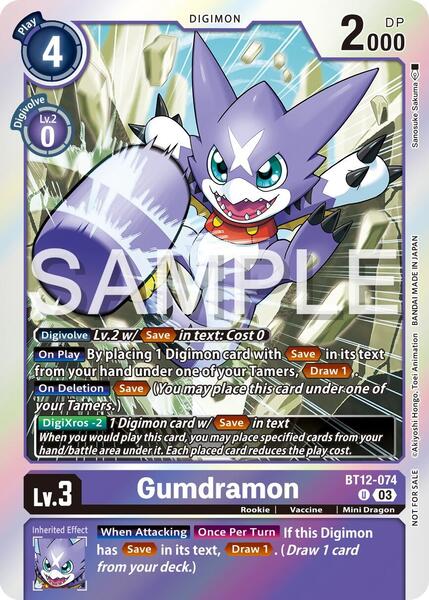 Play
4
DIGIMON
DP
2000
Digivolve
Lv.2
0
Sanosuke Sakuma
SAMPLE
Digivolve Lv.2 w/ Save in text: Cost 0
On Play By placing 1 Digimon card with Save in its text
from your hand under one of your Tamers, Draw 1.
On Deletion Save (You may place this card under one of
your Tamers.)
DigiXros -2 1 Digimon card w/ Save in text
When you would play this card, you may place specified cards from your
hand/battle area under it. Each placed card reduces the play cost.
©Akiyoshi Hongo, Toei Animation BANDAI MADE IN JAPAN
NOT FOR SALE
Lv.3
Gumdramon
BT12-074
U 03
Rookie | Vaccine | Mini Dragon
Inherited Effect
When Attacking Once Per Turn If this Digimon
has Save in its text, Draw 1. (Draw 1 card
from your deck.)